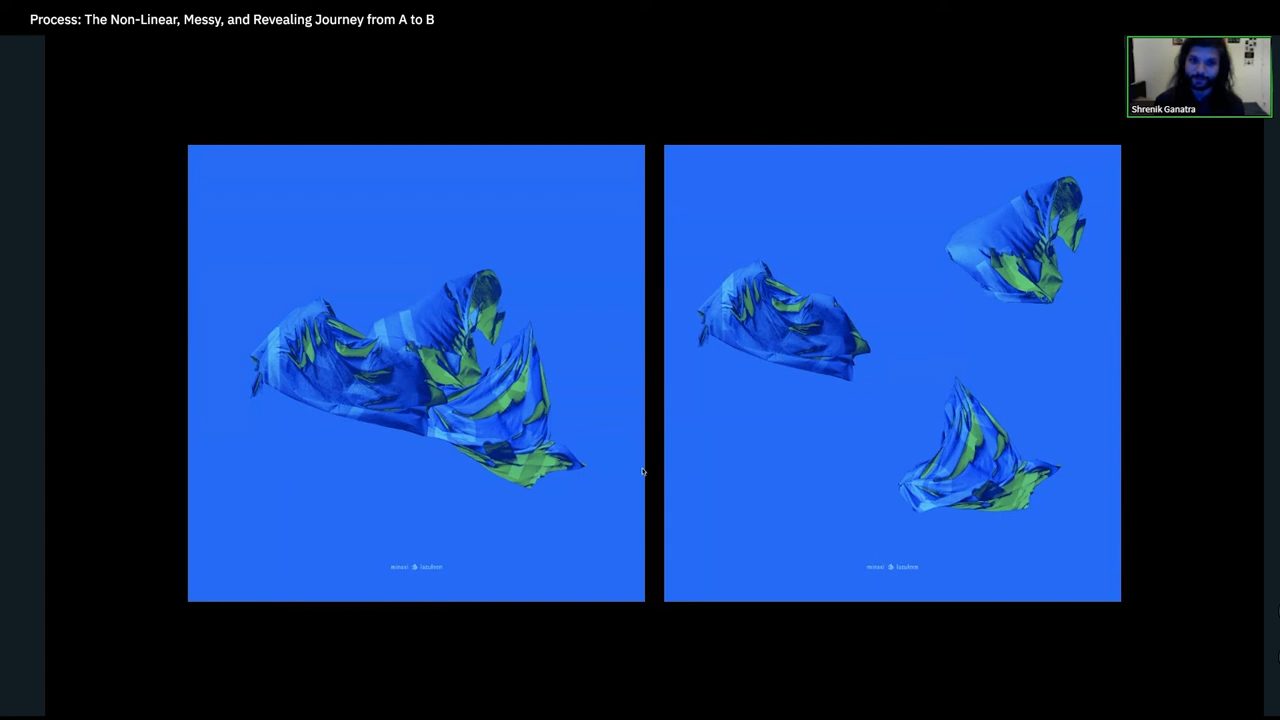 Process: The Non-Linear, Messy, and Revealing Journey from A to B
Shrenik Ganatra